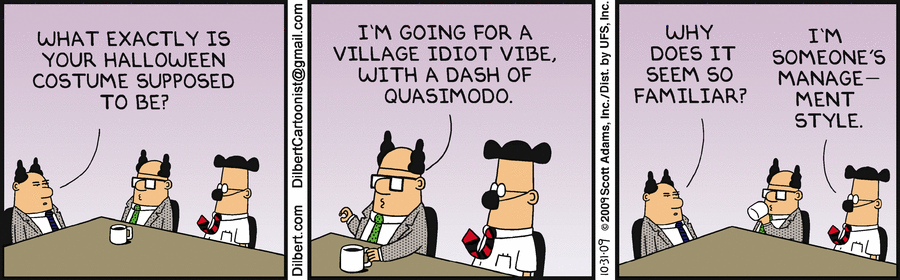 WHAT EXACTLY IS
YOUR HALLOWEEN
COSTUME SUPPOSED
TO BE?
Dilbert.com DilbertCartoonist@gmail.com
I'M GOING FOR A
VILLAGE IDIOT VIBE,
WITH A DASH OF
QUASIMODO.
10-31-09 ©2009 Scott Adams, Inc./Dist. by UFS, Inc.
WHY
DOES IT
SEEM SO
FAMILIAR?
I'M
SOMEONE'S
MANAGE-
MENT
STYLE.